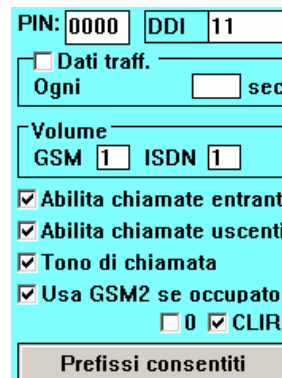 PIN: 0000 DDI 11
Dati traff.
Ogni sec
Volume
GSM 1 ISDN 1
Abilita chiamate entrant
Abilita chiamate uscenti
Tono di chiamata
Usa GSM2 se occupato
0 CLIR
Prefissi consentiti